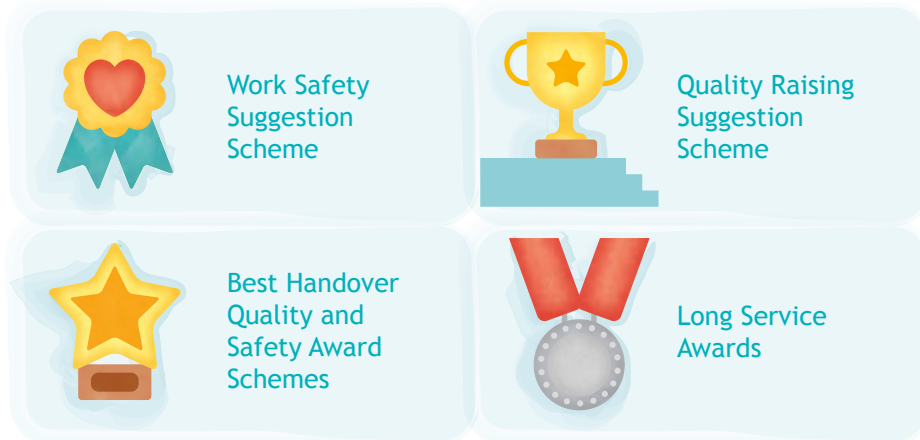 Work Safety
Suggestion
Scheme
Quality Raising
Suggestion
Scheme
Best Handover
Quality and
Safety Award
Schemes
Long Service
Awards